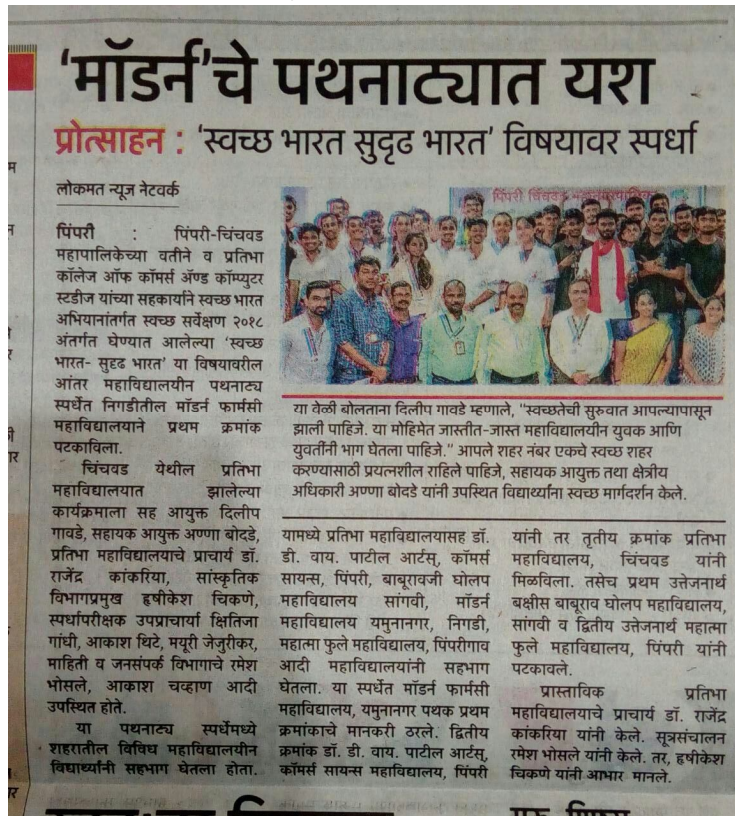 'मॉडर्न'चे पथनाट्यात यश
प्रोत्साहन : 'स्वच्छ भारत सुदृढ भारत' विषयावर स्पर्धा
लोकमत न्यूज नेटवर्क
पिंपरी : पिंपरी-चिंचवड
महापालिकेच्या वतीने व प्रतिभा
कॉलेज ऑफ कॉमर्स अ‍ॅण्ड कॉम्प्युटर
स्टडीज यांच्या सहकार्याने स्वच्छ भारत
अभियानांतर्गत स्वच्छ सर्वेक्षण २०१८
अंतर्गत घेण्यात आलेल्या 'स्वच्छ
भारत- सुदृढ भारत' या विषयावरील
आंतर महाविद्यालयीन पथनाट्य
स्पर्धेत निगडीतील मॉडर्न फार्मसी
महाविद्यालयाने प्रथम क्रमांक
पटकाविला.
चिंचवड येथील प्रतिभा
महाविद्यालयात झालेल्या
कार्यक्रमाला सह आयुक्त दिलीप
गावडे, सहायक आयुक्त अण्णा बोदडे,
प्रतिभा महाविद्यालयाचे प्राचार्य डॉ.
राजेंद्र कांकरिया, सांस्कृतिक
विभागप्रमुख हृषीकेश चिकणे,
स्पर्धापरीक्षक उपप्राचार्या क्षितिजा
गांधी, आकाश थिटे, मयूरी जेजुरीकर,
माहिती व जनसंपर्क विभागाचे रमेश
भोसले, आकाश चव्हाण आदी
उपस्थित होते.
या पथनाट्य स्पर्धेमध्ये
शहरातील विविध महाविद्यालयीन
विद्यार्थ्यांनी सहभाग घेतला होता.
पिंपरी चिंचवड महानगरपालिका
या वेळी बोलताना दिलीप गावडे म्हणाले, "स्वच्छतेची सुरुवात आपल्यापासून
झाली पाहिजे. या मोहिमेत जास्तीत-जास्त महाविद्यालयीन युवक आणि
युवतींनी भाग घेतला पाहिजे." आपले शहर नंबर एकचे स्वच्छ शहर
करण्यासाठी प्रयत्नशील राहिले पाहिजे, सहायक आयुक्त तथा क्षेत्रीय
अधिकारी अण्णा बोदडे यांनी उपस्थित विद्यार्थ्यांना स्वच्छ मार्गदर्शन केले.
यामध्ये प्रतिभा महाविद्यालयांसह डॉ.
डी. वाय. पाटील आर्टस्, कॉमर्स
सायन्स, पिंपरी, बाबूरावजी घोलप
महाविद्यालय सांगवी, मॉडर्न
महाविद्यालय यमुनानगर, निगडी,
महात्मा फुले महाविद्यालय, पिंपरीगाव
आदी महाविद्यालयांनी सहभाग
घेतला. या स्पर्धेत मॉडर्न फार्मसी
महाविद्यालय, यमुनानगर पथक प्रथम
क्रमांकाचे मानकरी ठरले. द्वितीय
क्रमांक डॉ. डी. वाय. पाटील आर्टस्,
कॉमर्स सायन्स महाविद्यालय, पिंपरी
यांनी तर तृतीय क्रमांक प्रतिभा
महाविद्यालय, चिंचवड यांनी
मिळविला. तसेच प्रथम उत्तेजनार्थ
बक्षीस बाबूराव घोलप महाविद्यालय,
सांगवी व द्वितीय उत्तेजनार्थ महात्मा
फुले महाविद्यालय, पिंपरी यांनी
पटकावले.
प्रास्ताविक प्रतिभा
महाविद्यालयाचे प्राचार्य डॉ. राजेंद्र
कांकरिया यांनी केले. सूत्रसंचालन
रमेश भोसले यांनी केले. तर, हृषीकेश
चिकणे यांनी आभार मानले.